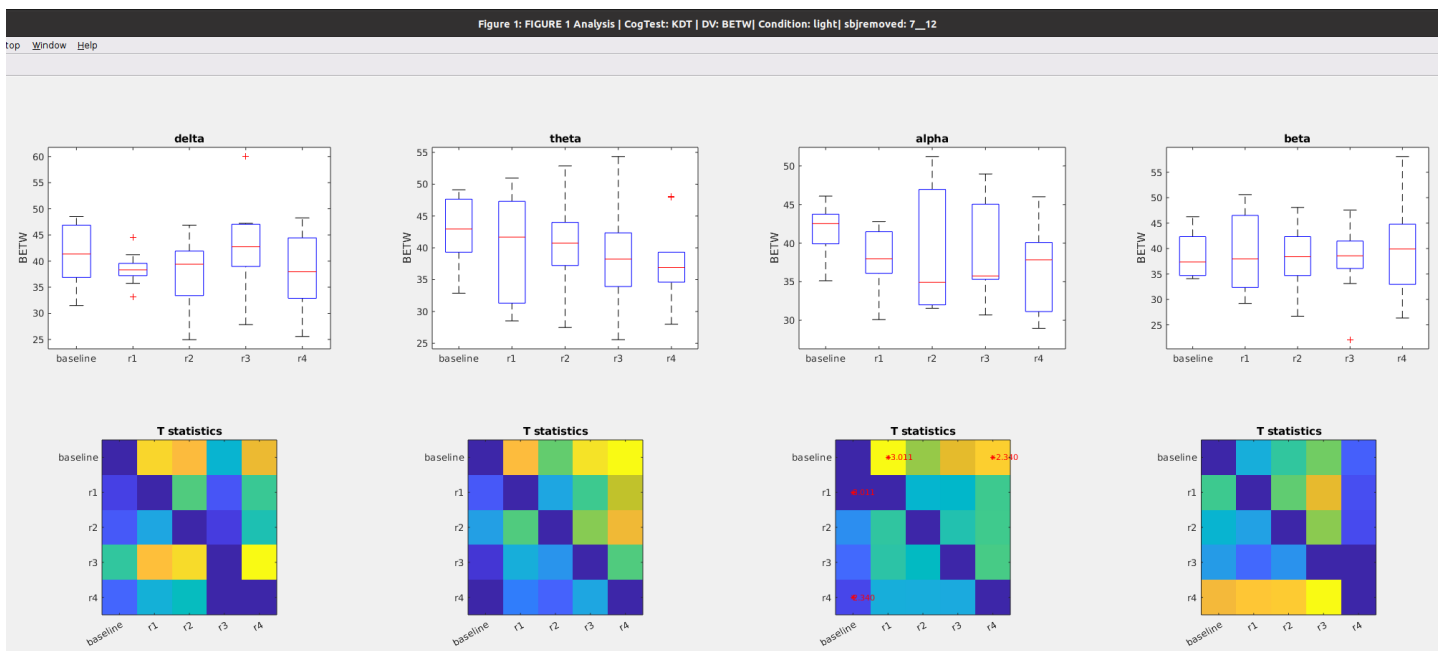 Figure 1: FIGURE 1 Analysis | CogTest: KDT | DV: BETW| Condition: light| sbjremoved: 7__12
top Window Help
delta
60
55
50
45
40
35
30
25
BETW
baseline r1 r2 r3 r4
theta
55
50
45
40
35
30
25
BETW
baseline r1 r2 r3 r4
alpha
50
45
40
35
30
BETW
baseline r1 r2 r3 r4
beta
55
50
45
40
35
30
25
BETW
baseline r1 r2 r3 r4
T statistics
baseline
r1
r2
r3
r4
baseline r1 r2 r3 r4
T statistics
baseline
r1
r2
r3
r4
baseline r1 r2 r3 r4
T statistics
baseline *3.011 *2.340
r1
r2
r3
r4
baseline r1 r2 r3 r4
T statistics
baseline
r1
r2
r3
r4
baseline r1 r2 r3 r4